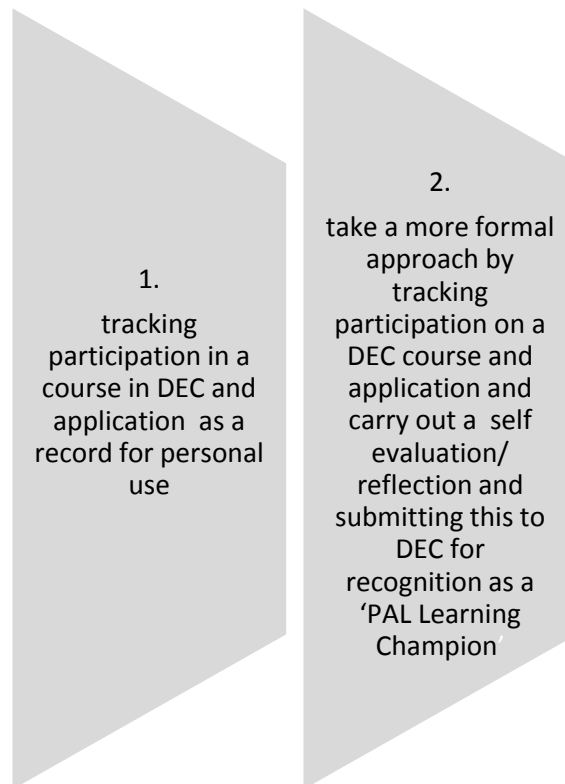 1.
tracking
participation in a
course in DEC and
application as a
record for personal
use
2.
take a more formal
approach by
tracking
participation on a
DEC course and
application and
carry out a self
evaluation/
reflection and
submitting this to
DEC for
recognition as a
‘PAL Learning
Champion’